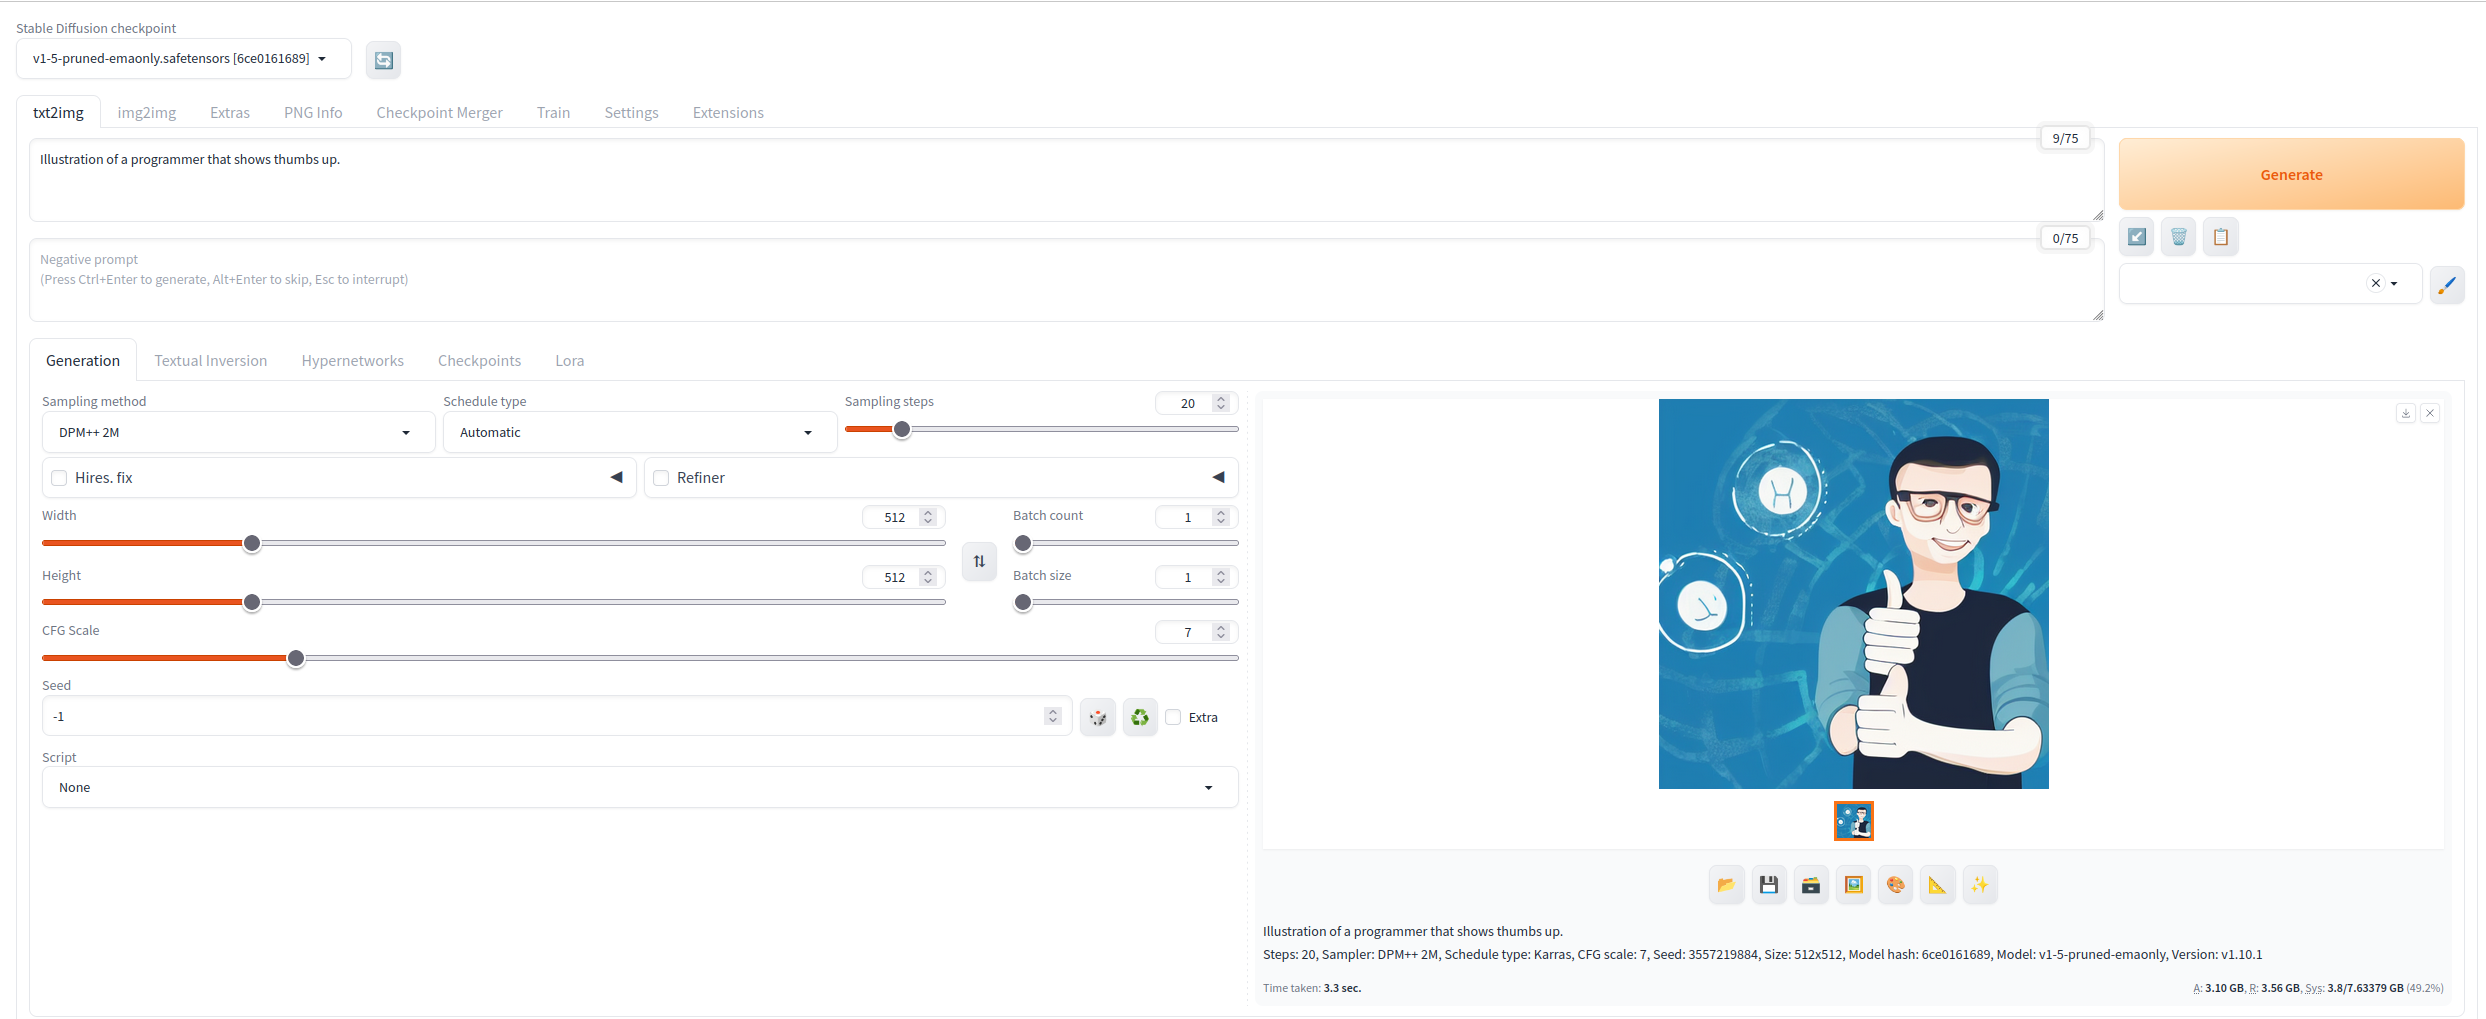 Stable Diffusion checkpoint
v1-5-pruned-emaonly.safetensors [6ce0161689]
txt2img img2img Extras PNG Info Checkpoint Merger Train Settings Extensions
9/75
Illustration of a programmer that shows thumbs up.
Generate
0/75
Negative prompt
(Press Ctrl+Enter to generate, Alt+Enter to skip, Esc to interrupt)
Generation Textual Inversion Hypernetworks Checkpoints Lora
Sampling method Schedule type Sampling steps 20
DPM++ 2M Automatic
Hires. fix Refiner
Width 512 Batch count 1
Height 512 Batch size 1
CFG Scale 7
Seed
-1 Extra
Script
None
Illustration of a programmer that shows thumbs up.
Steps: 20, Sampler: DPM++ 2M, Schedule type: Karras, CFG scale: 7, Seed: 3557219884, Size: 512x512, Model hash: 6ce0161689, Model: v1-5-pruned-emaonly, Version: v1.10.1
Time taken: 3.3 sec. A: 3.10 GB, R: 3.56 GB, Sys: 3.8/7.63379 GB (49.2%)